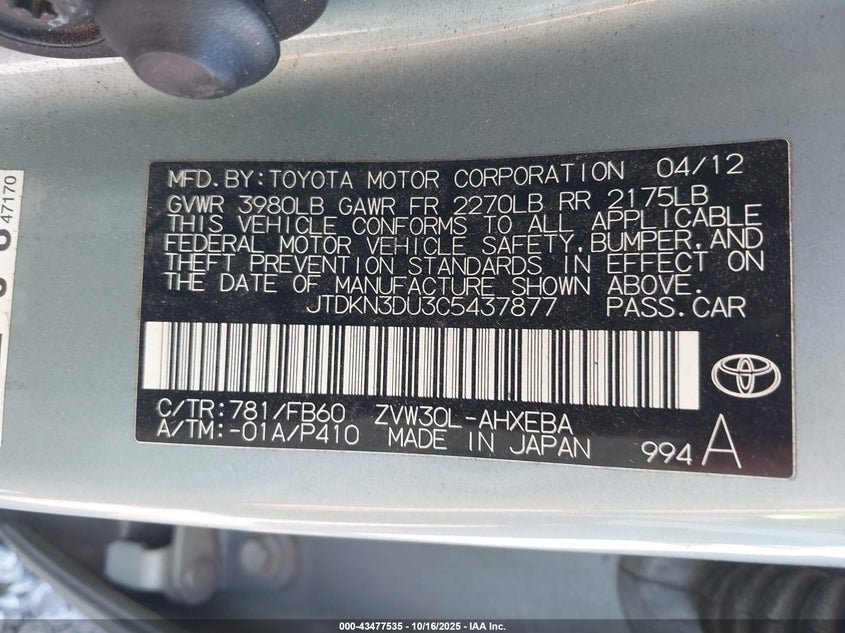 MFD. BY: TOYOTA MOTOR CORPORATION 04/12
GVWR 3980LB GAWR FR 2270LB RR 2175LB
THIS VEHICLE CONFORMS TO ALL APPLICABLE
FEDERAL MOTOR VEHICLE SAFETY, BUMPER, AND
THEFT PREVENTION STANDARDS IN EFFECT ON
THE DATE OF MANUFACTURE SHOWN ABOVE.
JTDKN3DU3C5437877 PASS. CAR
C/TR: 781/FB60 ZVW30L-AHXEBA
A/TM: -01A/P410 MADE IN JAPAN
994 A
47170
000-43477535 - 10/16/2025 - IAA Inc.